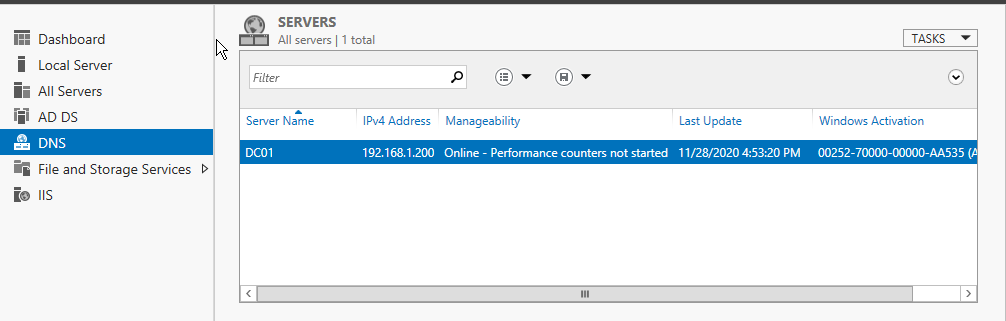 Dashboard
Local Server
All Servers
AD DS
DNS
File and Storage Services
IIS
SERVERS
All servers | 1 total
TASKS
Filter
Server Name IPv4 Address Manageability Last Update Windows Activation
DC01 192.168.1.200 Online - Performance counters not started 11/28/2020 4:53:20 PM 00252-70000-00000-AA535 (A